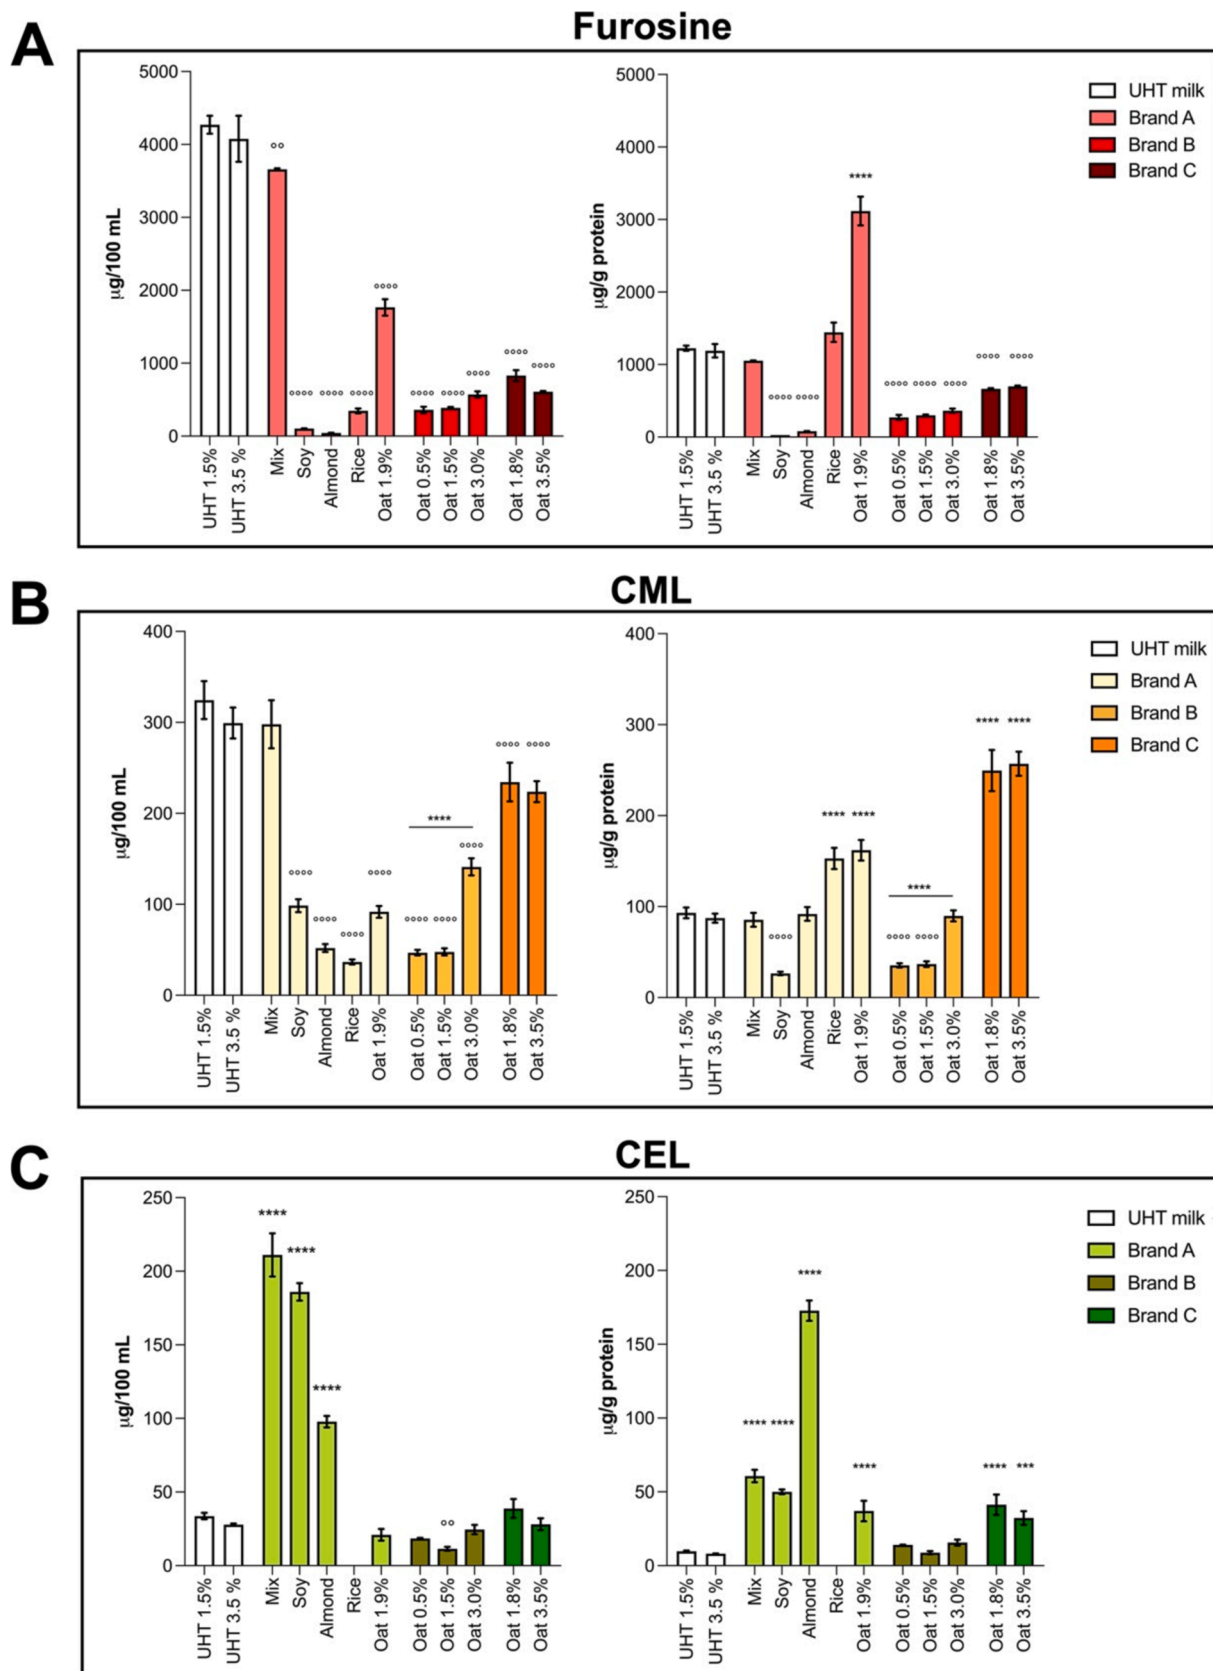 A
Furosine
5000
4000
3000
2000
1000
0
μg/100 mL
°°
°°°°
°°°°
°°°°
°°°°
°°°°
°°°°
°°°°
°°°°
°°°°
UHT 1.5%
UHT 3.5 %
Mix
Soy
Almond
Rice
Oat 1.9%
Oat 0.5%
Oat 1.5%
Oat 3.0%
Oat 1.8%
Oat 3.5%
5000
4000
3000
2000
1000
0
μg/g protein
°°°°
°°°°
****
°°°°
°°°°
°°°°
°°°°
°°°°
UHT 1.5%
UHT 3.5 %
Mix
Soy
Almond
Rice
Oat 1.9%
Oat 0.5%
Oat 1.5%
Oat 3.0%
Oat 1.8%
Oat 3.5%
UHT milk
Brand A
Brand B
Brand C
B
CML
400
300
200
100
0
μg/100 mL
°°°°
°°°°
°°°°
°°°°
°°°°
°°°°
****
°°°°
°°°°
°°°°
UHT 1.5%
UHT 3.5 %
Mix
Soy
Almond
Rice
Oat 1.9%
Oat 0.5%
Oat 1.5%
Oat 3.0%
Oat 1.8%
Oat 3.5%
400
300
200
100
0
μg/g protein
°°°°
****
****
°°°°
°°°°
****
****
****
UHT 1.5%
UHT 3.5 %
Mix
Soy
Almond
Rice
Oat 1.9%
Oat 0.5%
Oat 1.5%
Oat 3.0%
Oat 1.8%
Oat 3.5%
UHT milk
Brand A
Brand B
Brand C
C
CEL
250
200
150
100
50
0
μg/100 mL
****
****
****
°°
UHT 1.5%
UHT 3.5 %
Mix
Soy
Almond
Rice
Oat 1.9%
Oat 0.5%
Oat 1.5%
Oat 3.0%
Oat 1.8%
Oat 3.5%
250
200
150
100
50
0
μg/g protein
****
****
****
****
****
***
UHT 1.5%
UHT 3.5 %
Mix
Soy
Almond
Rice
Oat 1.9%
Oat 0.5%
Oat 1.5%
Oat 3.0%
Oat 1.8%
Oat 3.5%
UHT milk
Brand A
Brand B
Brand C